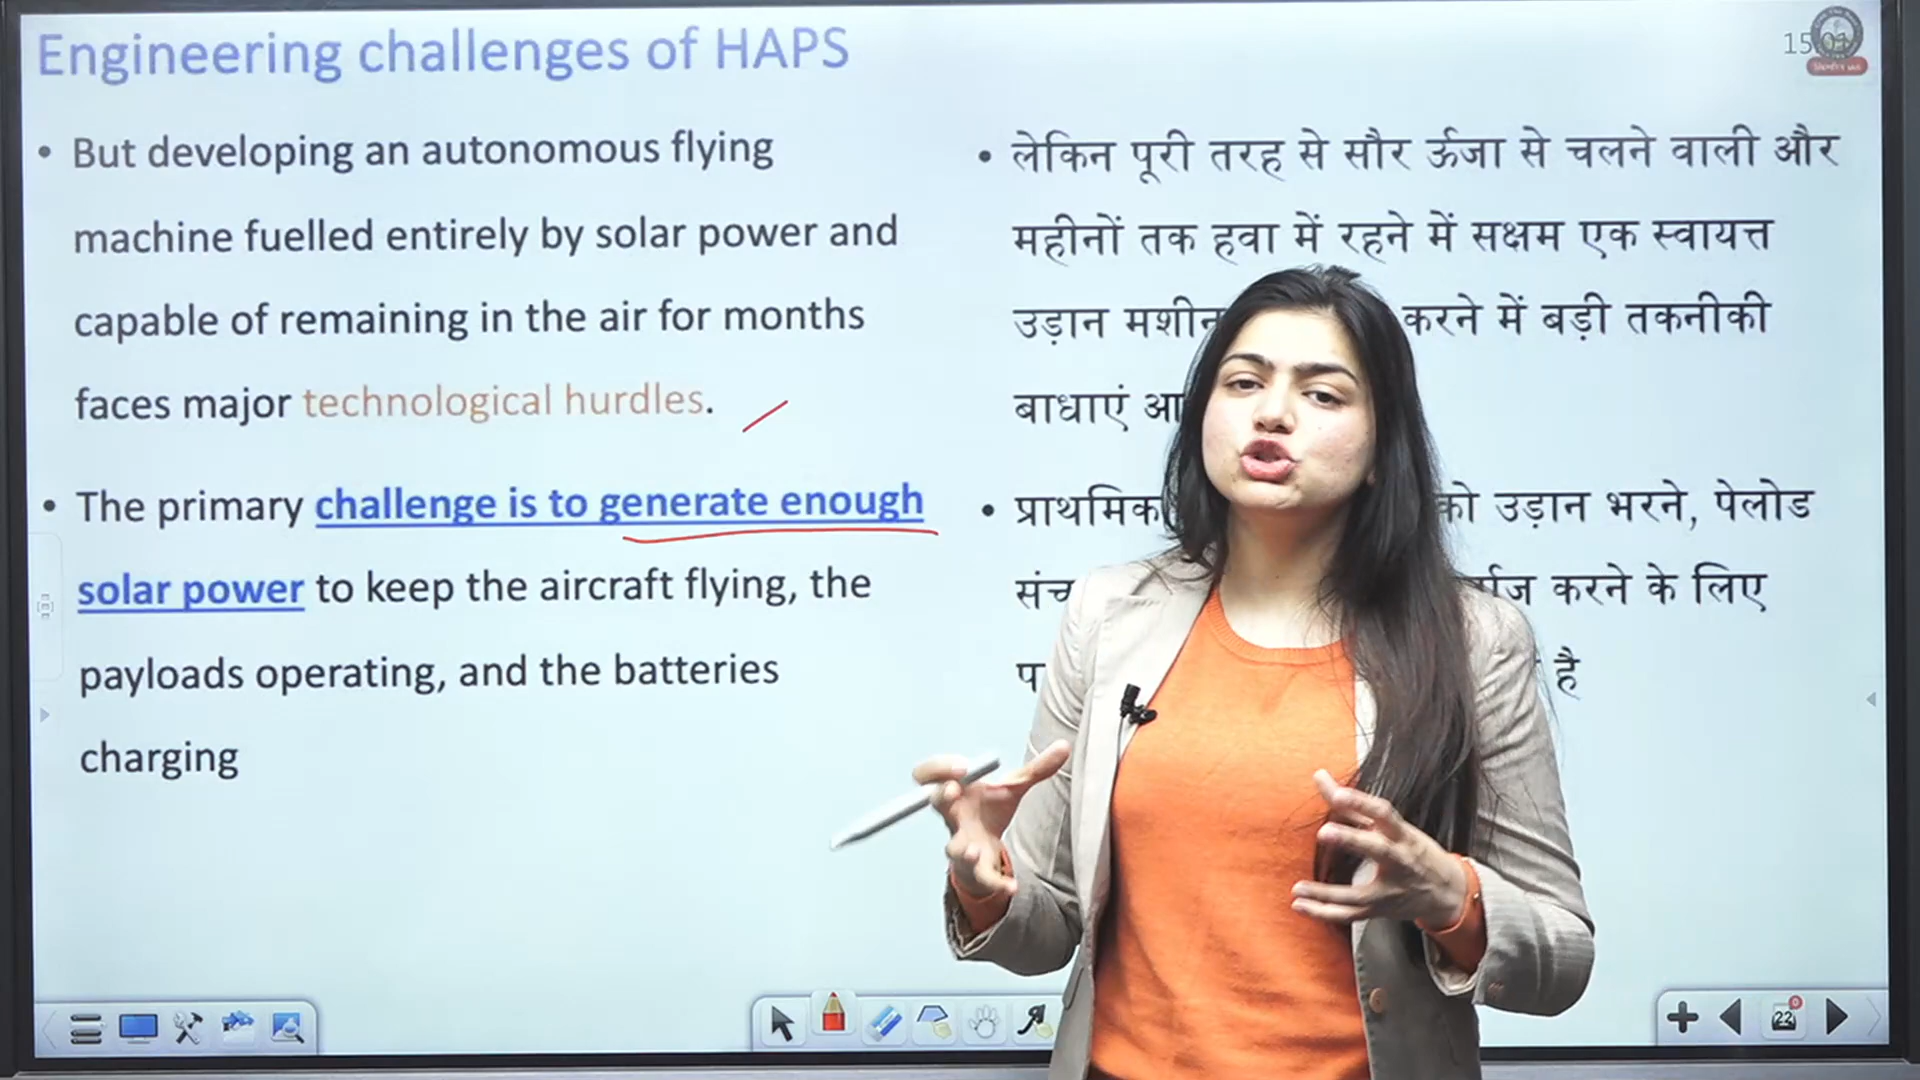 Engineering challenges of HAPS
• But developing an autonomous flying
machine fuelled entirely by solar power and
capable of remaining in the air for months
faces major technological hurdles.
• The primary challenge is to generate enough
solar power to keep the aircraft flying, the
payloads operating, and the batteries
charging
• लेकिन पूरी तरह से सौर ऊर्जा से चलने वाली और
महीनों तक हवा में रहने में सक्षम एक स्वायत्त
उड़ान मशीन करने में बड़ी तकनीकी
बाधाएं
• प्राथमिक को उड़ान भरने, पेलोड
करने के लिए
है
22
0